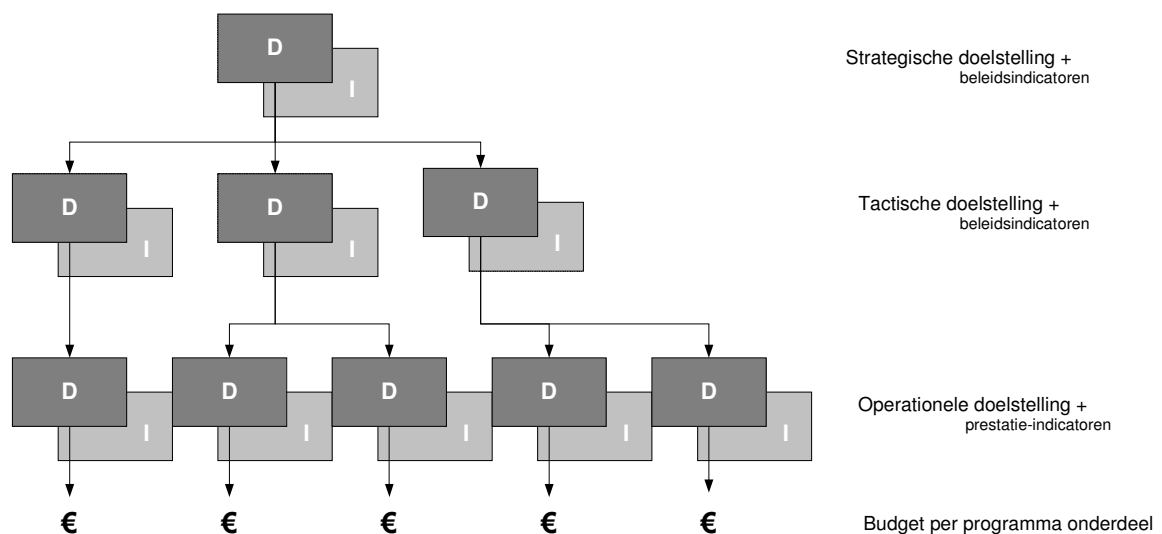 D
I
Strategische doelstelling +
beleidsindicatoren
D D D
I I I
Tactische doelstelling +
beleidsindicatoren
D D D D D
I I I I I
Operationele doelstelling +
prestatie-indicatoren
€ € € € €
Budget per programma onderdeel